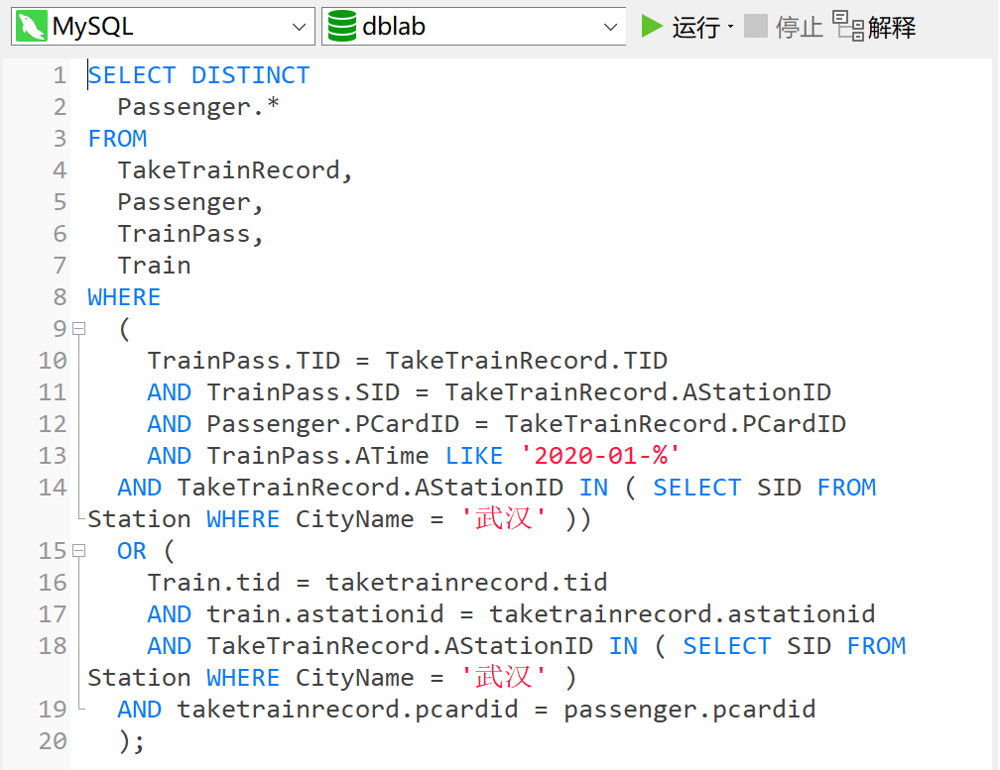 MySQL dblab 运行 停止 解释
1 SELECT DISTINCT
2 Passenger.*
3 FROM
4 TakeTrainRecord,
5 Passenger,
6 TrainPass,
7 Train
8 WHERE
9 (
10 TrainPass.TID = TakeTrainRecord.TID
11 AND TrainPass.SID = TakeTrainRecord.AStationID
12 AND Passenger.PCardID = TakeTrainRecord.PCardID
13 AND TrainPass.ATime LIKE '2020-01-%'
14 AND TakeTrainRecord.AStationID IN ( SELECT SID FROM
Station WHERE CityName = '武汉' ))
15 OR (
16 Train.tid = taketrainrecord.tid
17 AND train.astationid = taketrainrecord.astationid
18 AND TakeTrainRecord.AStationID IN ( SELECT SID FROM
Station WHERE CityName = '武汉' )
19 AND taketrainrecord.pcardid = passenger.pcardid
20 );